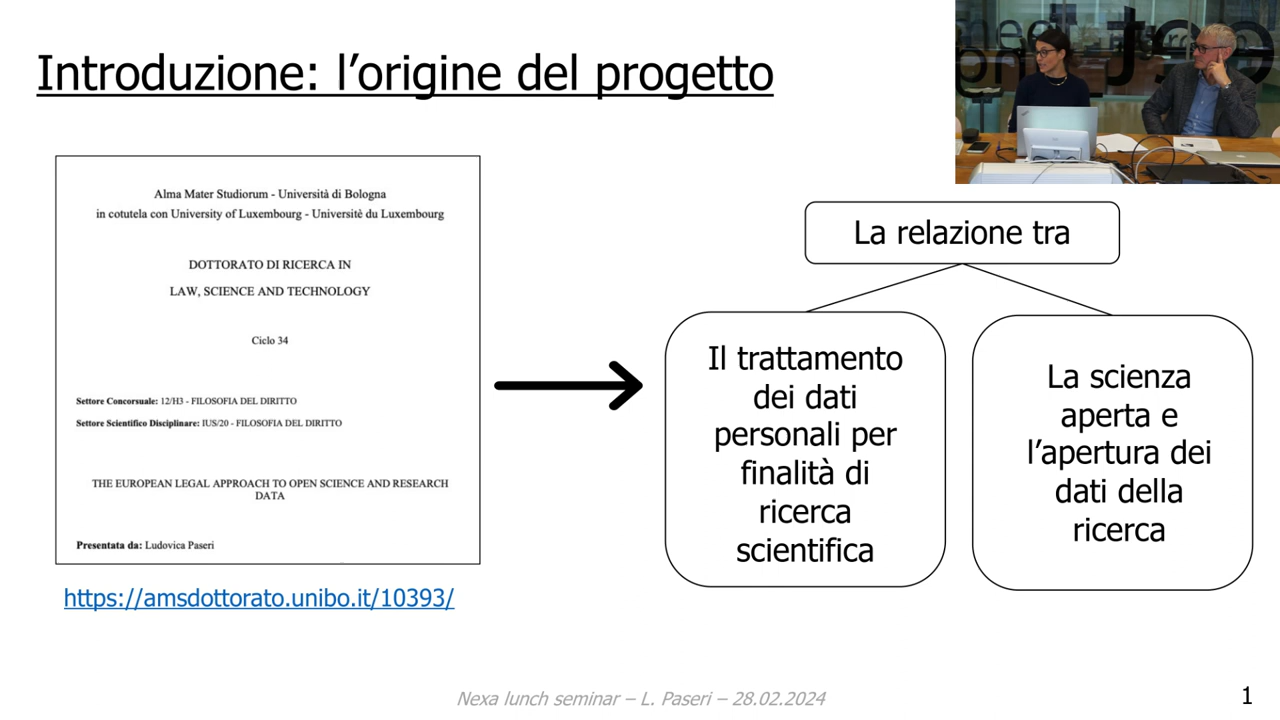 Introduzione: l’origine del progetto
Alma Mater Studiorum - Università di Bologna
in cotutela con University of Luxembourg - Universitè du Luxembourg
DOTTORATO DI RICERCA IN
LAW, SCIENCE AND TECHNOLOGY
Ciclo 34
Settore Concorsuale: 12/H3 - FILOSOFIA DEL DIRITTO
Settore Scientifico Disciplinare: IUS/20 - FILOSOFIA DEL DIRITTO
THE EUROPEAN LEGAL APPROACH TO OPEN SCIENCE AND RESEARCH
DATA
Presentata da: Ludovica Paseri
https://amsdottorato.unibo.it/10393/
La relazione tra
Il trattamento
dei dati
personali per
finalità di
ricerca
scientifica
La scienza
aperta e
l’apertura dei
dati della
ricerca
Nexa lunch seminar – L. Paseri – 28.02.2024
1